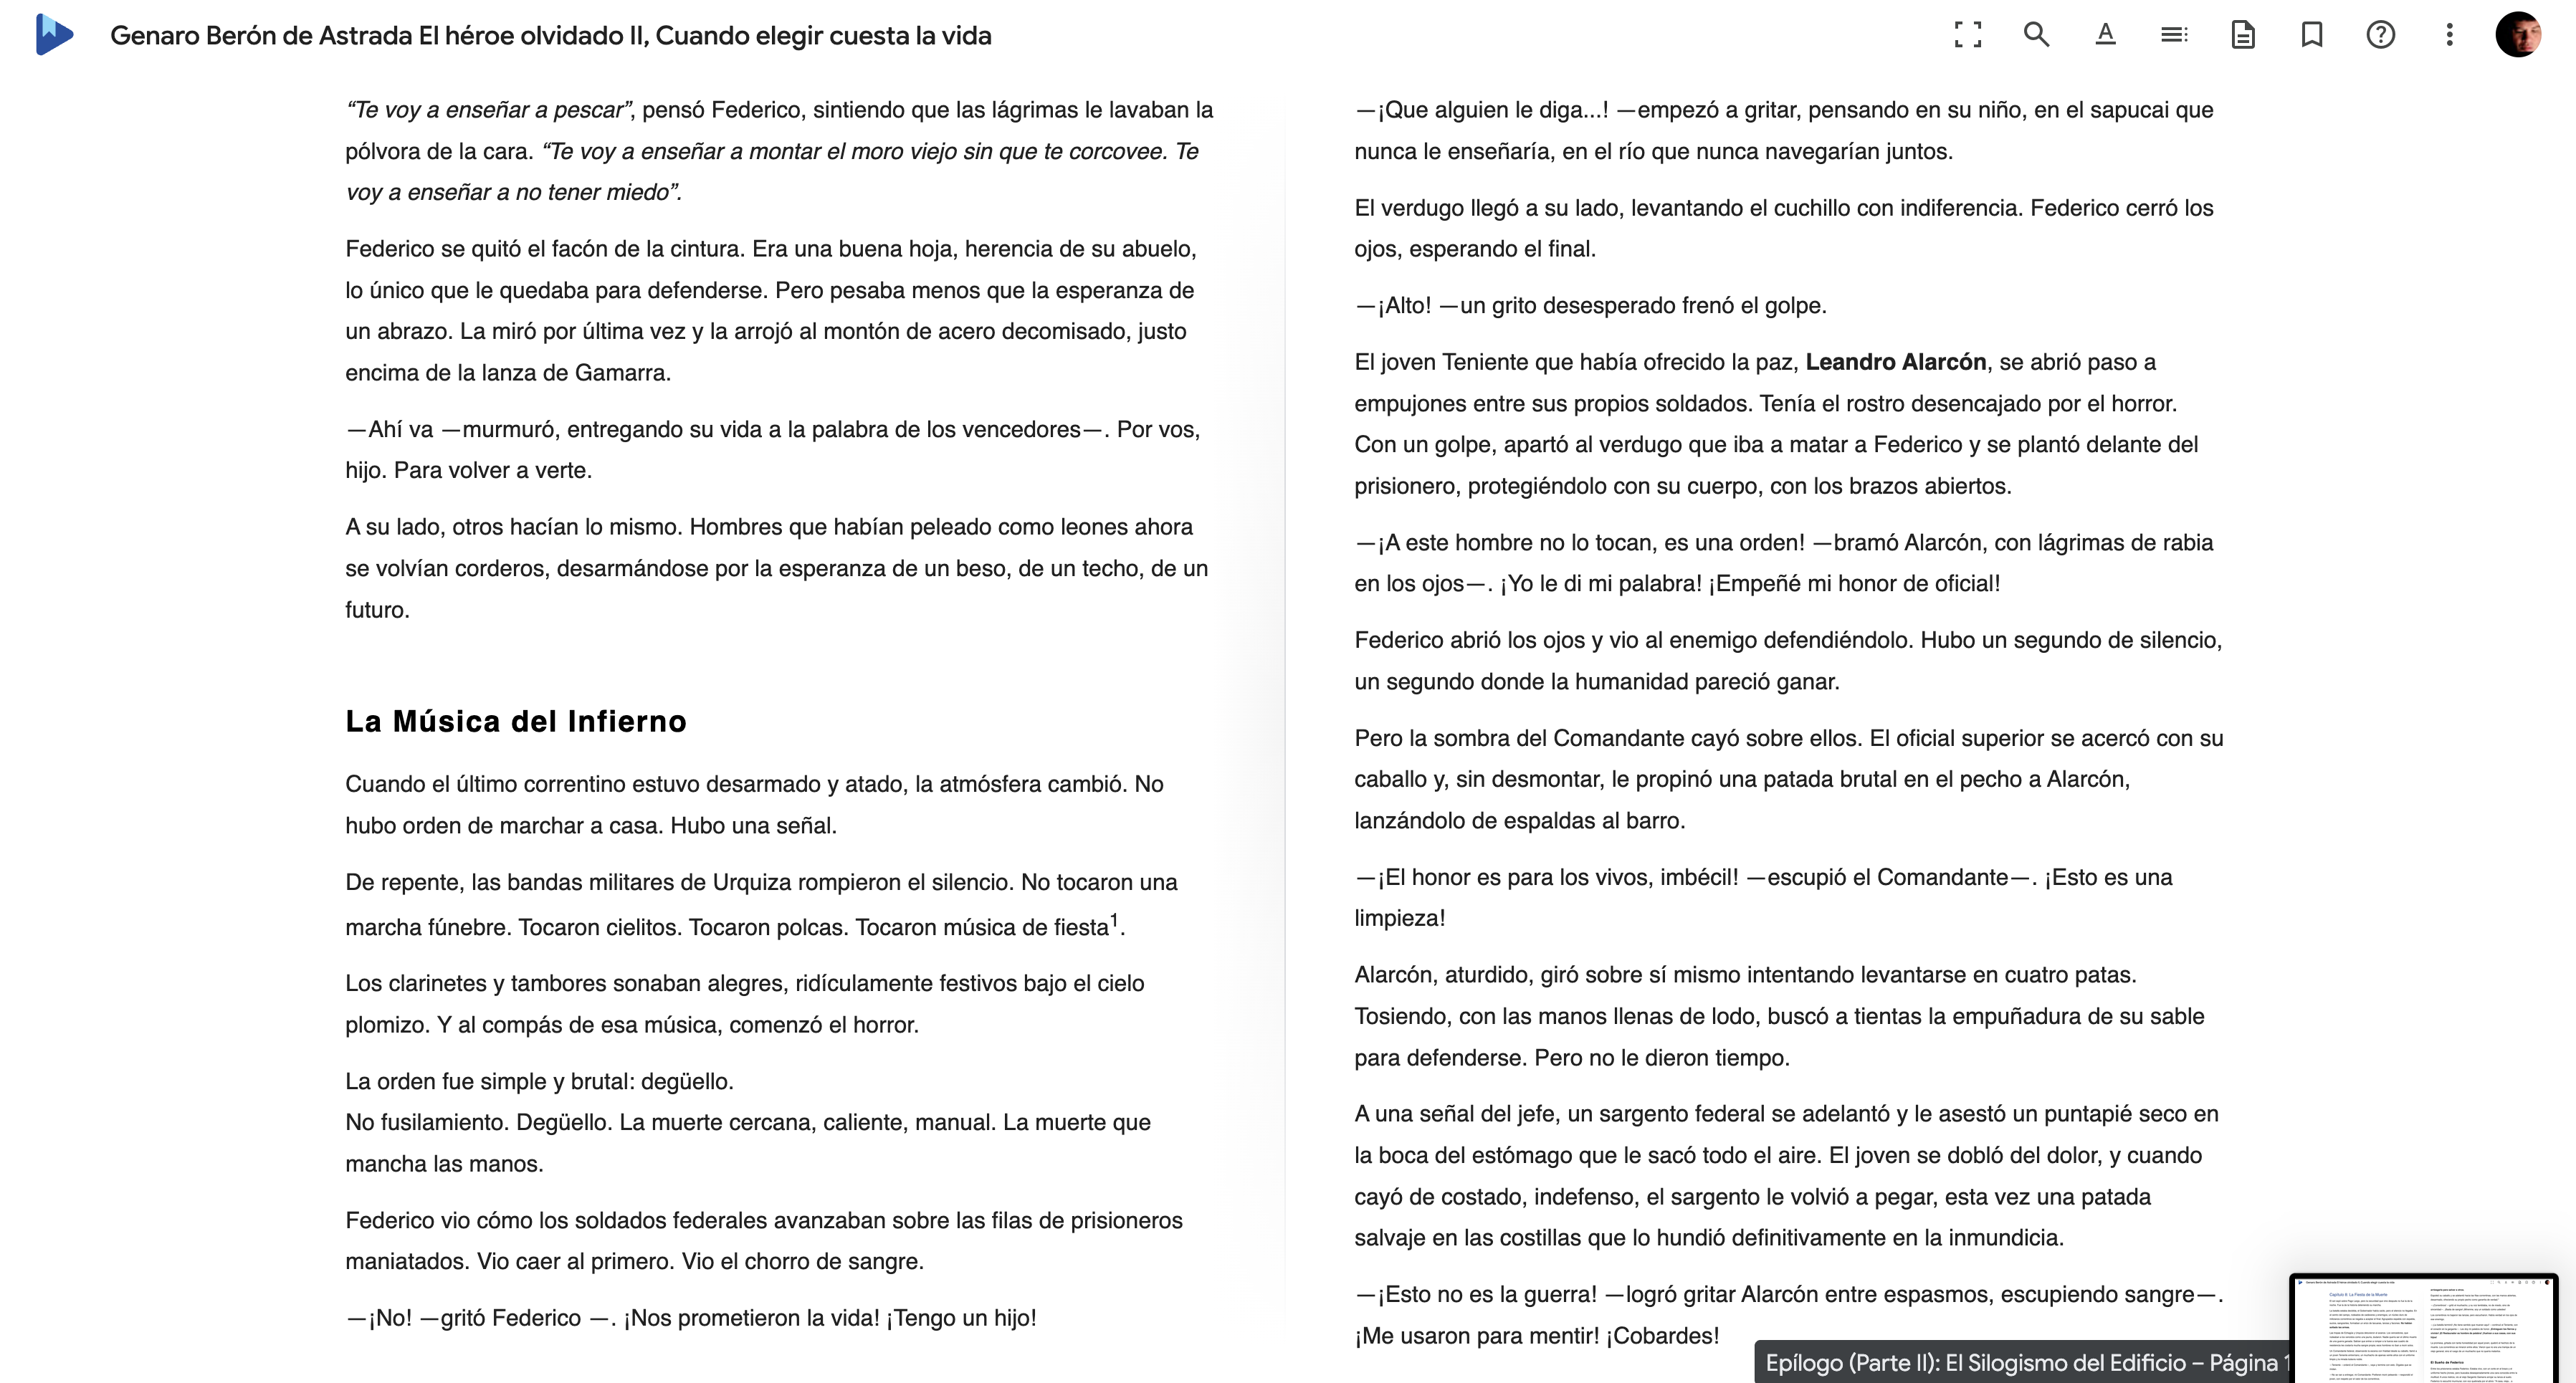 Genaro Berón de Astrada El héroe olvidado II, Cuando elegir cuesta la vida
“Te voy a enseñar a pescar”, pensó Federico, sintiendo que las lágrimas le lavaban la
pólvora de la cara. “Te voy a enseñar a montar el moro viejo sin que te corcovee. Te
voy a enseñar a no tener miedo”.
Federico se quitó el facón de la cintura. Era una buena hoja, herencia de su abuelo,
lo único que le quedaba para defenderse. Pero pesaba menos que la esperanza de
un abrazo. La miró por última vez y la arrojó al montón de acero decomisado, justo
encima de la lanza de Gamarra.
—Ahí va —murmuró, entregando su vida a la palabra de los vencedores—. Por vos,
hijo. Para volver a verte.
A su lado, otros hacían lo mismo. Hombres que habían peleado como leones ahora
se volvían corderos, desarmándose por la esperanza de un beso, de un techo, de un
futuro.
La Música del Infierno
Cuando el último correntino estuvo desarmado y atado, la atmósfera cambió. No
hubo orden de marchar a casa. Hubo una señal.
De repente, las bandas militares de Urquiza rompieron el silencio. No tocaron una
marcha fúnebre. Tocaron cielitos. Tocaron polcas. Tocaron música de fiesta1.
Los clarinetes y tambores sonaban alegres, ridículamente festivos bajo el cielo
plomizo. Y al compás de esa música, comenzó el horror.
La orden fue simple y brutal: degüello.
No fusilamiento. Degüello. La muerte cercana, caliente, manual. La muerte que
mancha las manos.
Federico vio cómo los soldados federales avanzaban sobre las filas de prisioneros
maniatados. Vio caer al primero. Vio el chorro de sangre.
—¡No! —gritó Federico —. ¡Nos prometieron la vida! ¡Tengo un hijo!
—¡Que alguien le diga...! —empezó a gritar, pensando en su niño, en el sapucai que
nunca le enseñaría, en el río que nunca navegarían juntos.
El verdugo llegó a su lado, levantando el cuchillo con indiferencia. Federico cerró los
ojos, esperando el final.
—¡Alto! —un grito desesperado frenó el golpe.
El joven Teniente que había ofrecido la paz, Leandro Alarcón, se abrió paso a
empujones entre sus propios soldados. Tenía el rostro desencajado por el horror.
Con un golpe, apartó al verdugo que iba a matar a Federico y se plantó delante del
prisionero, protegiéndolo con su cuerpo, con los brazos abiertos.
—¡A este hombre no lo tocan, es una orden! —bramó Alarcón, con lágrimas de rabia
en los ojos—. ¡Yo le di mi palabra! ¡Empeñé mi honor de oficial!
Federico abrió los ojos y vio al enemigo defendiéndolo. Hubo un segundo de silencio,
un segundo donde la humanidad pareció ganar.
Pero la sombra del Comandante cayó sobre ellos. El oficial superior se acercó con su
caballo y, sin desmontar, le propinó una patada brutal en el pecho a Alarcón,
lanzándolo de espaldas al barro.
—¡El honor es para los vivos, imbécil! —escupió el Comandante—. ¡Esto es una
limpieza!
Alarcón, aturdido, giró sobre sí mismo intentando levantarse en cuatro patas.
Tosiendo, con las manos llenas de lodo, buscó a tientas la empuñadura de su sable
para defenderse. Pero no le dieron tiempo.
A una señal del jefe, un sargento federal se adelantó y le asestó un puntapié seco en
la boca del estómago que le sacó todo el aire. El joven se dobló del dolor, y cuando
cayó de costado, indefenso, el sargento le volvió a pegar, esta vez una patada
salvaje en las costillas que lo hundió definitivamente en la inmundicia.
—¡Esto no es la guerra! —logró gritar Alarcón entre espasmos, escupiendo sangre—.
¡Me usaron para mentir! ¡Cobardes!
Epílogo (Parte II): El Silogismo del Edificio – Página